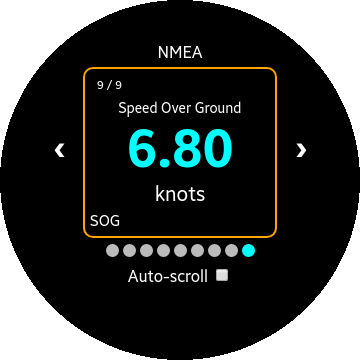 NMEA
9 / 9
Speed Over Ground
‹ 6.80 ›
knots
SOG
Auto-scroll